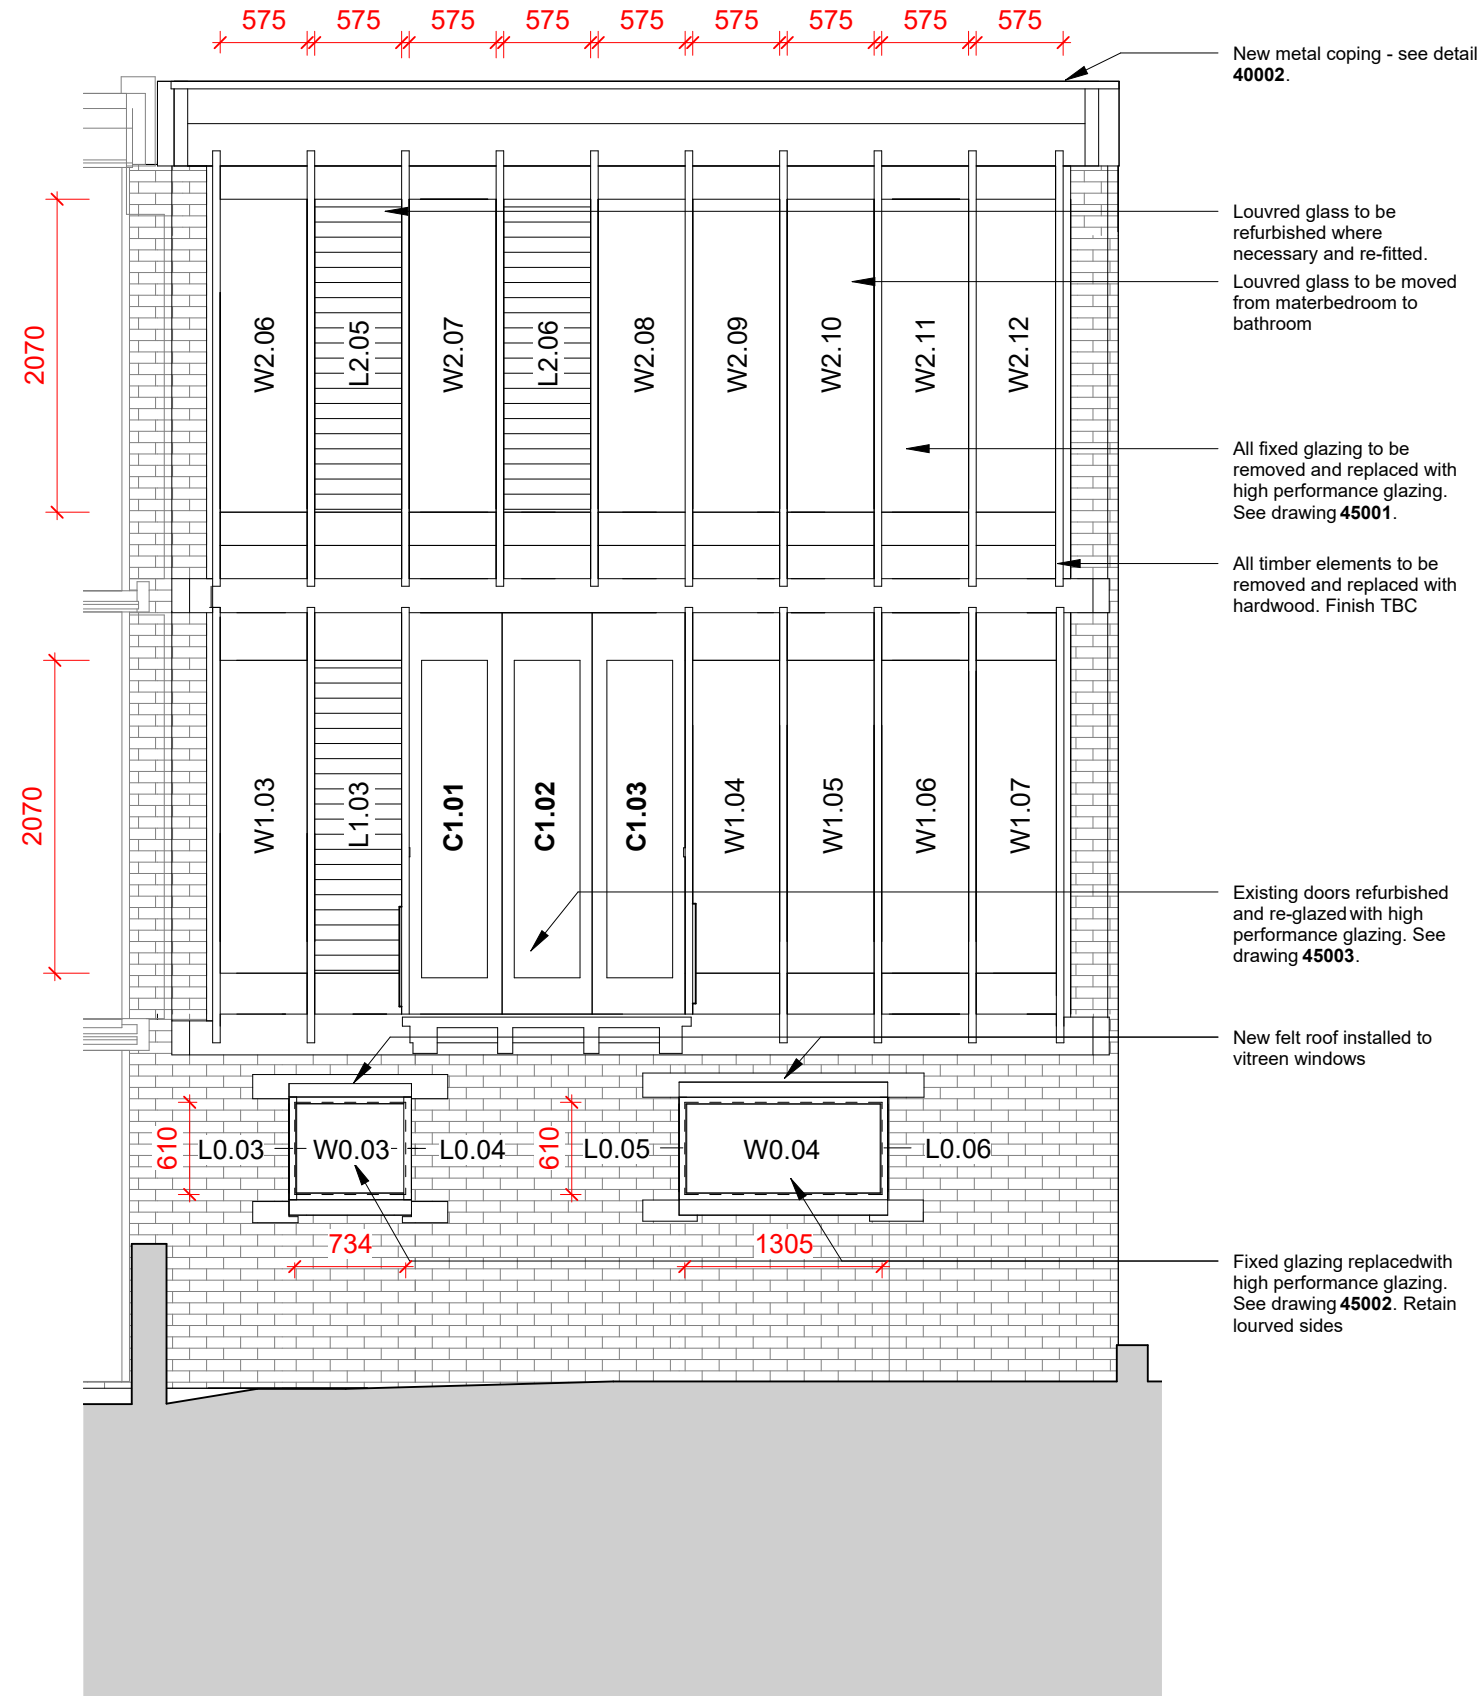 575 575 575 575 575 575 575 575 575
New metal coping - see detail
40002.
Louvred glass to be
refurbished where
necessary and re-fitted.
Louvred glass to be moved
from materbedroom to
bathroom
2070
W2.06 L2.05 W2.07 L2.06 W2.08 W2.09 W2.10 W2.11 W2.12
All fixed glazing to be
removed and replaced with
high performance glazing.
See drawing 45001.
All timber elements to be
removed and replaced with
hardwood. Finish TBC
2070
W1.03 L1.03 C1.01 C1.02 C1.03 W1.04 W1.05 W1.06 W1.07
Existing doors refurbished
and re-glazed with high
performance glazing. See
drawing 45003.
New felt roof installed to
vitreen windows
610 L0.03 W0.03 L0.04 610 L0.05 W0.04 L0.06
734 1305
Fixed glazing replacedwith
high performance glazing.
See drawing 45002. Retain
lourved sides